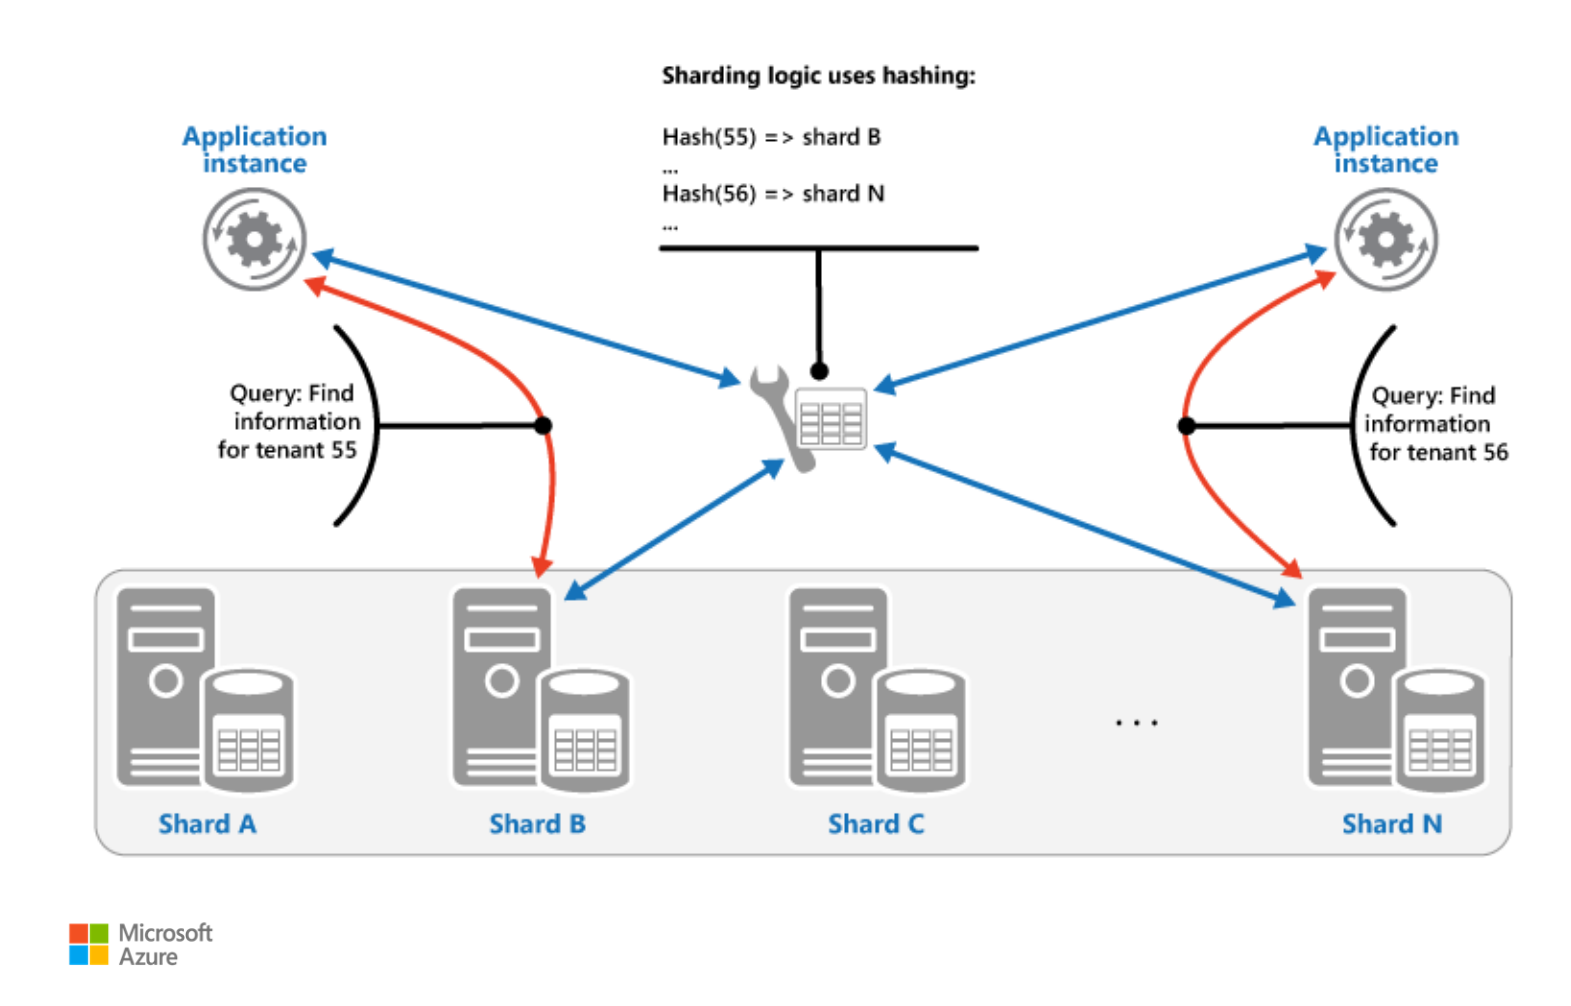 Sharding logic uses hashing:
Hash(55) => shard B
...
Hash(56) => shard N
...
Application
instance
Application
instance
Query: Find
information
for tenant 55
Query: Find
information
for tenant 56
...
Shard A
Shard B
Shard C
Shard N
Microsoft
Azure